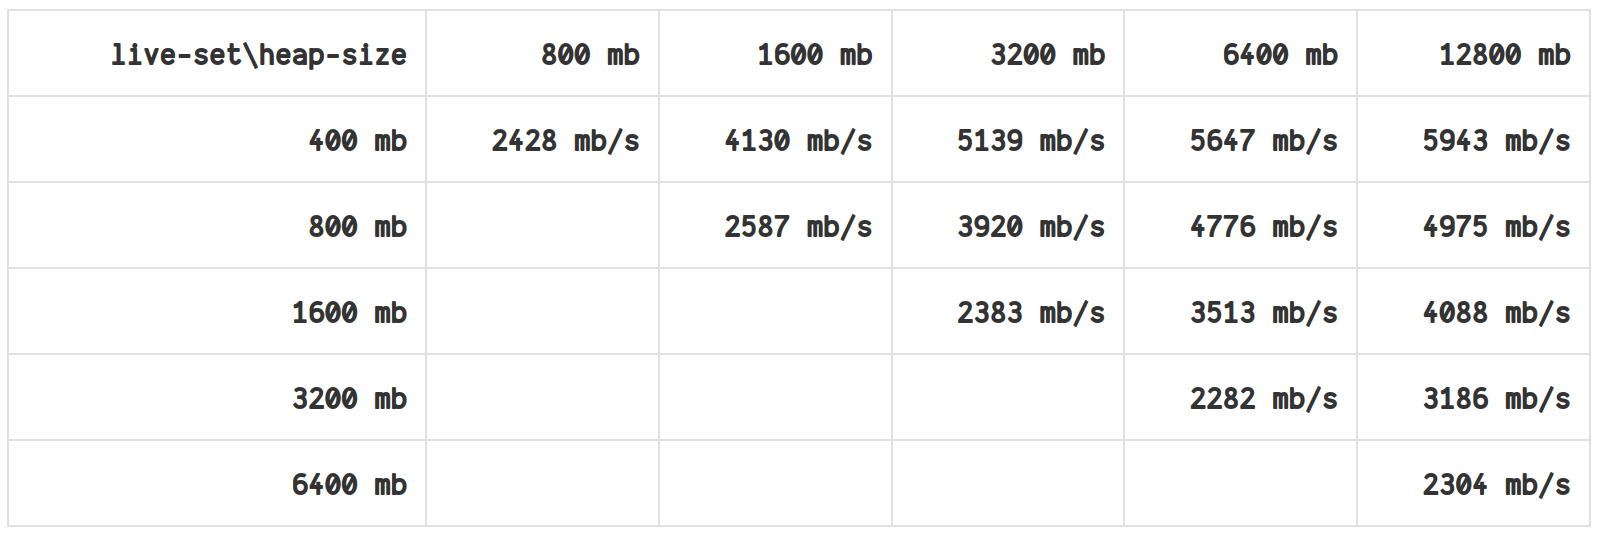 live-set\heap-size 800 mb 1600 mb 3200 mb 6400 mb 12800 mb
400 mb 2428 mb/s 4130 mb/s 5139 mb/s 5647 mb/s 5943 mb/s
800 mb 2587 mb/s 3920 mb/s 4776 mb/s 4975 mb/s
1600 mb 2383 mb/s 3513 mb/s 4088 mb/s
3200 mb 2282 mb/s 3186 mb/s
6400 mb 2304 mb/s